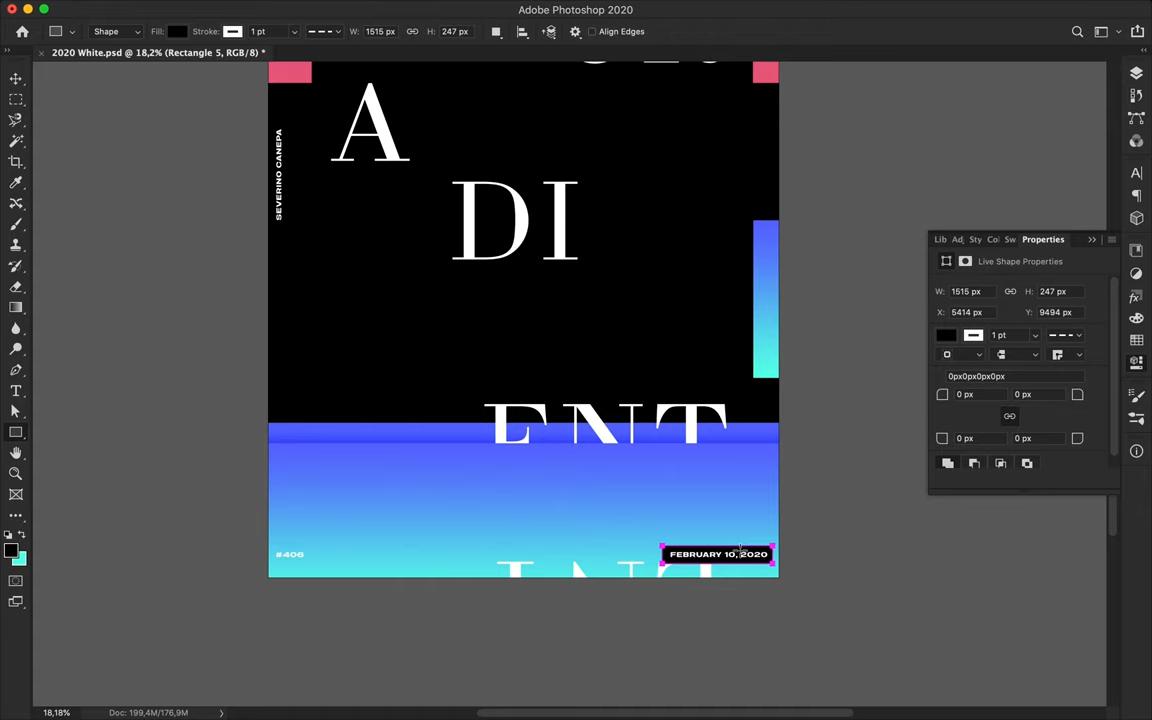 Adobe Photoshop 2020
Shape Fill: Stroke: 1 pt W: 1515 px H: 247 px Align Edges
2020 White.psd @ 18,2% (Rectangle 5, RGB/8) *
A
SEVERINO CANEPA
DI
ENT
#406
FEBRUARY 10, 2020
Lib Ad Sty Co Sw Properties
Live Shape Properties
W: 1515 px H: 247 px
X: 5414 px Y: 9494 px
1 pt
0px0px0px0px
0 px 0 px
0 px 0 px
18,18% Doc: 199,4M/176,9M